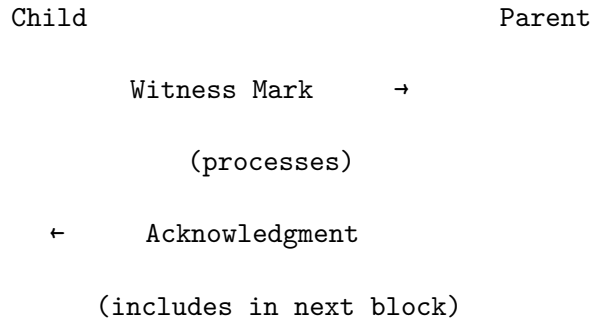 Child Parent
Witness Mark →
(processes)
← Acknowledgment
(includes in next block)